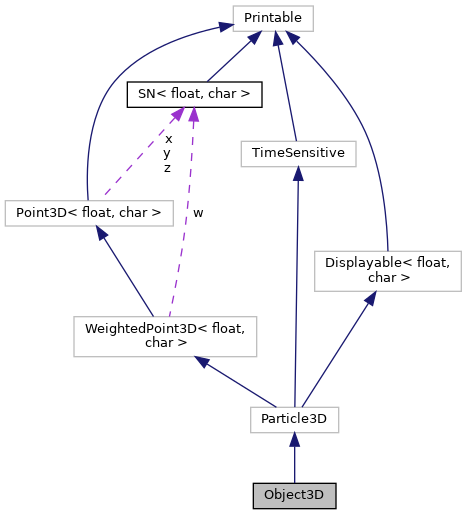 Printable
SN< float, char >
x
y
z
TimeSensitive
Point3D< float, char >
w
Displayable< float,
char >
WeightedPoint3D< float,
char >
Particle3D
Object3D